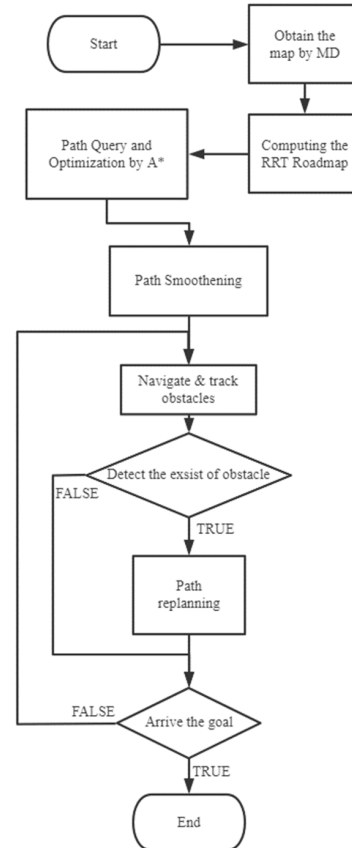 Start
Obtain the
map by MD
Computing the
RRT Roadmap
Path Query and
Optimization by A*
Path Smoothening
Navigate & track
obstacles
Detect the exsist of obstacle
FALSE
TRUE
Path
replanning
FALSE
Arrive the goal
TRUE
End